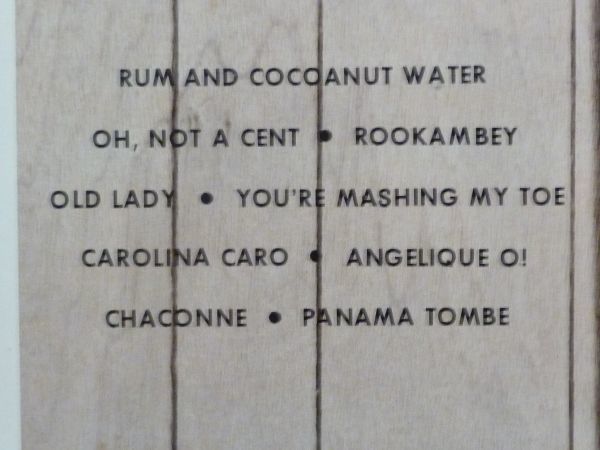 RUM AND COCOANUT WATER
OH, NOT A CENT • ROOKAMBEY
OLD LADY • YOU'RE MASHING MY TOE
CAROLINA CARO • ANGELIQUE O!
CHACONNE • PANAMA TOMBE